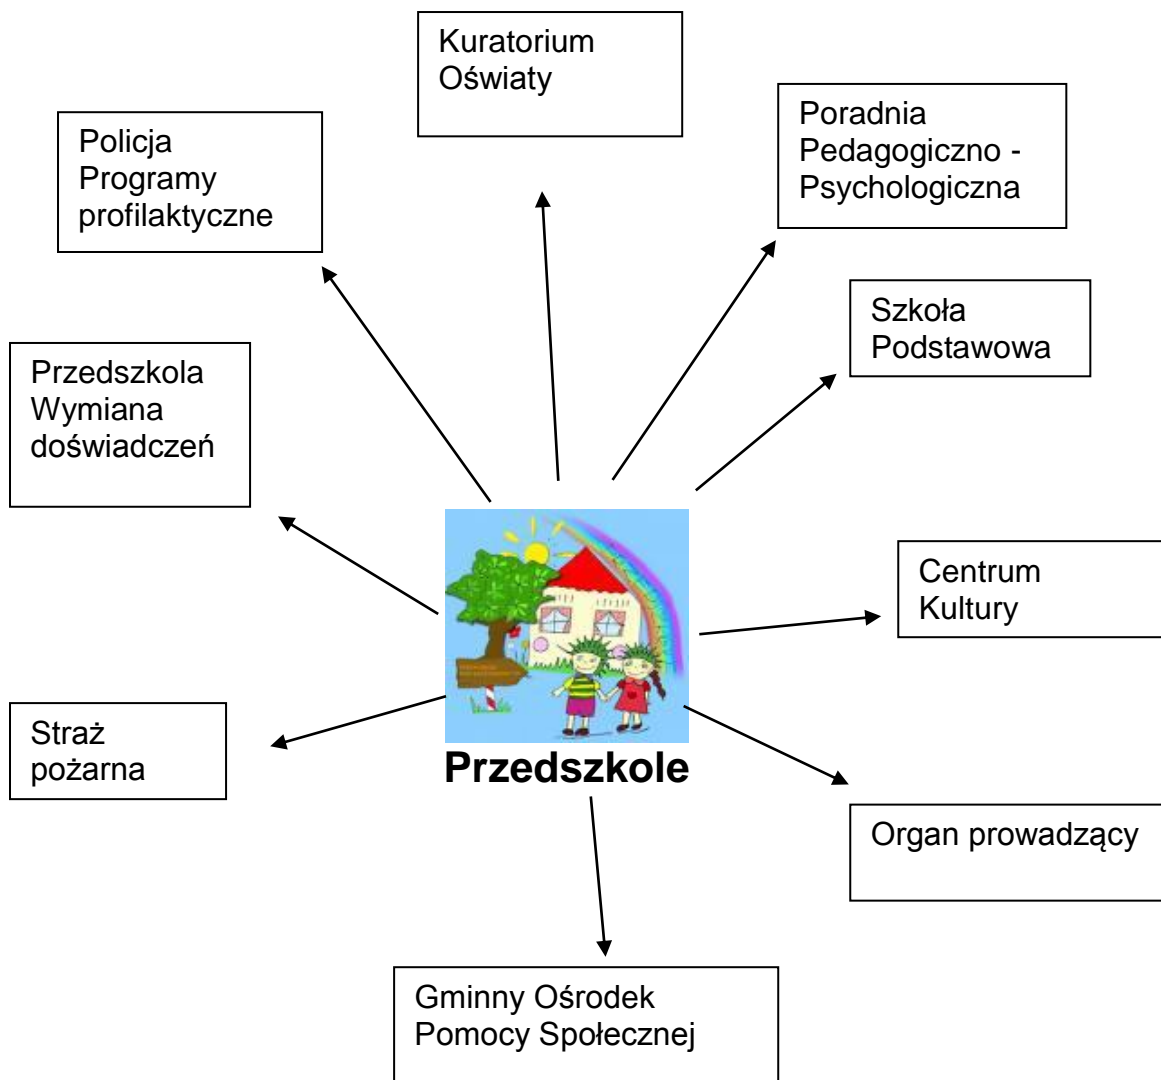 Kuratorium
Oświaty
Policja
Programy
profilaktyczne
Poradnia
Pedagogiczno -
Psychologiczna
Szkoła
Podstawowa
Przedszkola
Wymiana
doświadczeń
Centrum
Kultury
Straż
pożarna
Przedszkole
Organ prowadzący
Gminny Ośrodek
Pomocy Społecznej